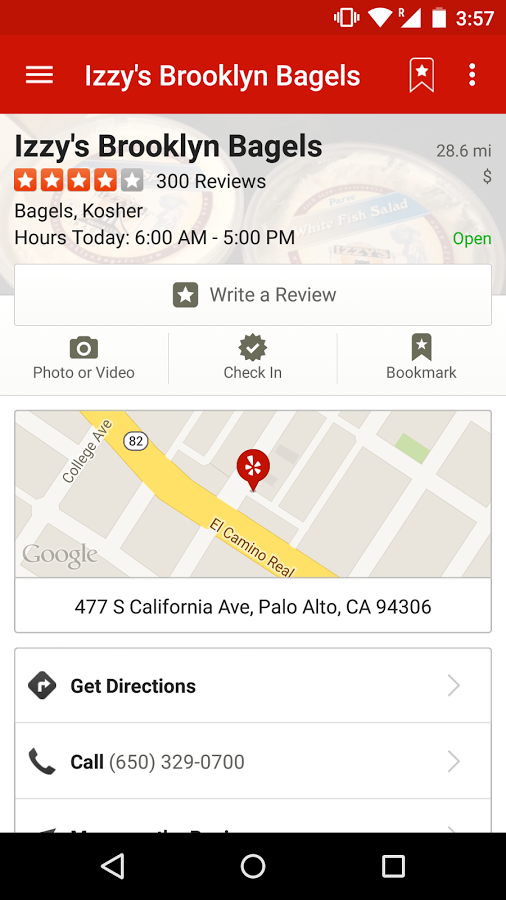 R
3:57
Izzy's Brooklyn Bagels
Izzy's Brooklyn Bagels
28.6 mi
300 Reviews
$
Bagels, Kosher
Hours Today: 6:00 AM - 5:00 PM
Open
Parve
White Fish Salad
Write a Review
Photo or Video
Check In
Bookmark
College Ave
82
El Camino Real
Google
477 S California Ave, Palo Alto, CA 94306
Get Directions
Call (650) 329-0700